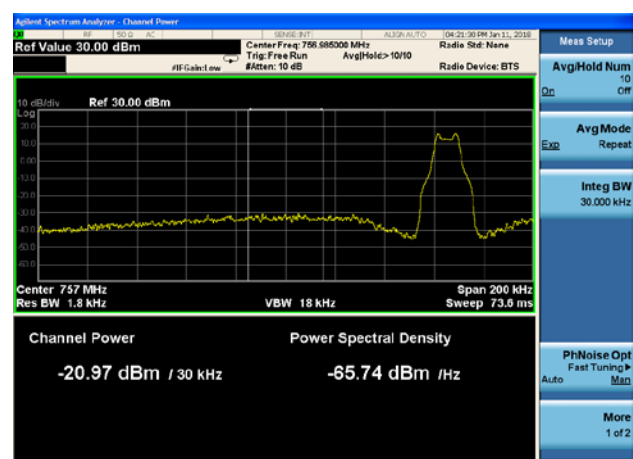 Agilent Spectrum Analyzer - Channel Power
RF 50 Ω AC SENSE:INT ALIGN AUTO 04:21:30 PM Jan 11, 2018
Ref Value 30.00 dBm
Center Freq: 756.985000 MHz
Radio Std: None
Trig: Free Run Avg|Hold:> 10/10
#IFGain:Low #Atten: 10 dB Radio Device: BTS
10 dB/div Ref 30.00 dBm
Log
20.0
10.0
0.00
-10.0
-20.0
-30.0
-40.0
-50.0
-60.0
Center 757 MHz Span 200 kHz
Res BW 1.8 kHz VBW 18 kHz Sweep 73.6 ms
Channel Power Power Spectral Density
-20.97 dBm / 30 kHz -65.74 dBm /Hz
Meas Setup
Avg/Hold Num
10
On Off
Avg Mode
Exp Repeat
Integ BW
30.000 kHz
PhNoise Opt
Fast Tuning▶
Auto Man
More
1 of 2